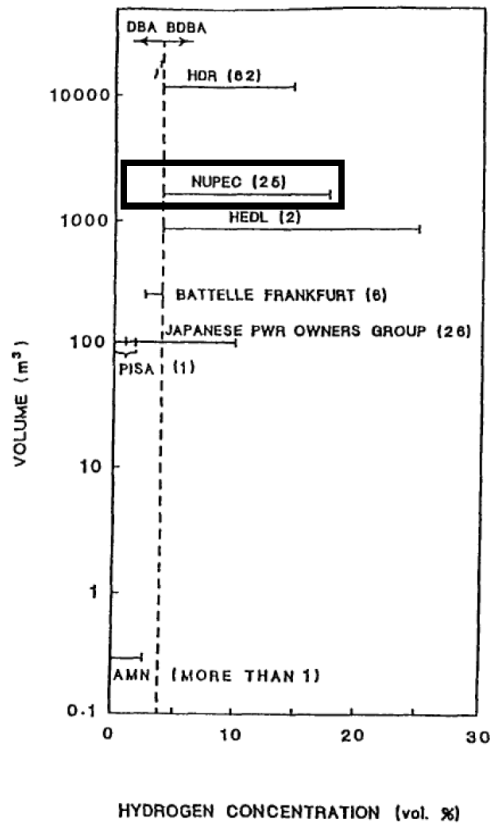 DBA BDBA
HDR (62)
10000
NUPEC (25)
1000
HEDL (2)
BATTELLE FRANKFURT (6)
JAPANESE PWR OWNERS GROUP (26)
100
PISA (1)
VOLUME (m³)
10
1
AMN (MORE THAN 1)
0.1
0 10 20 30
HYDROGEN CONCENTRATION (vol. %)